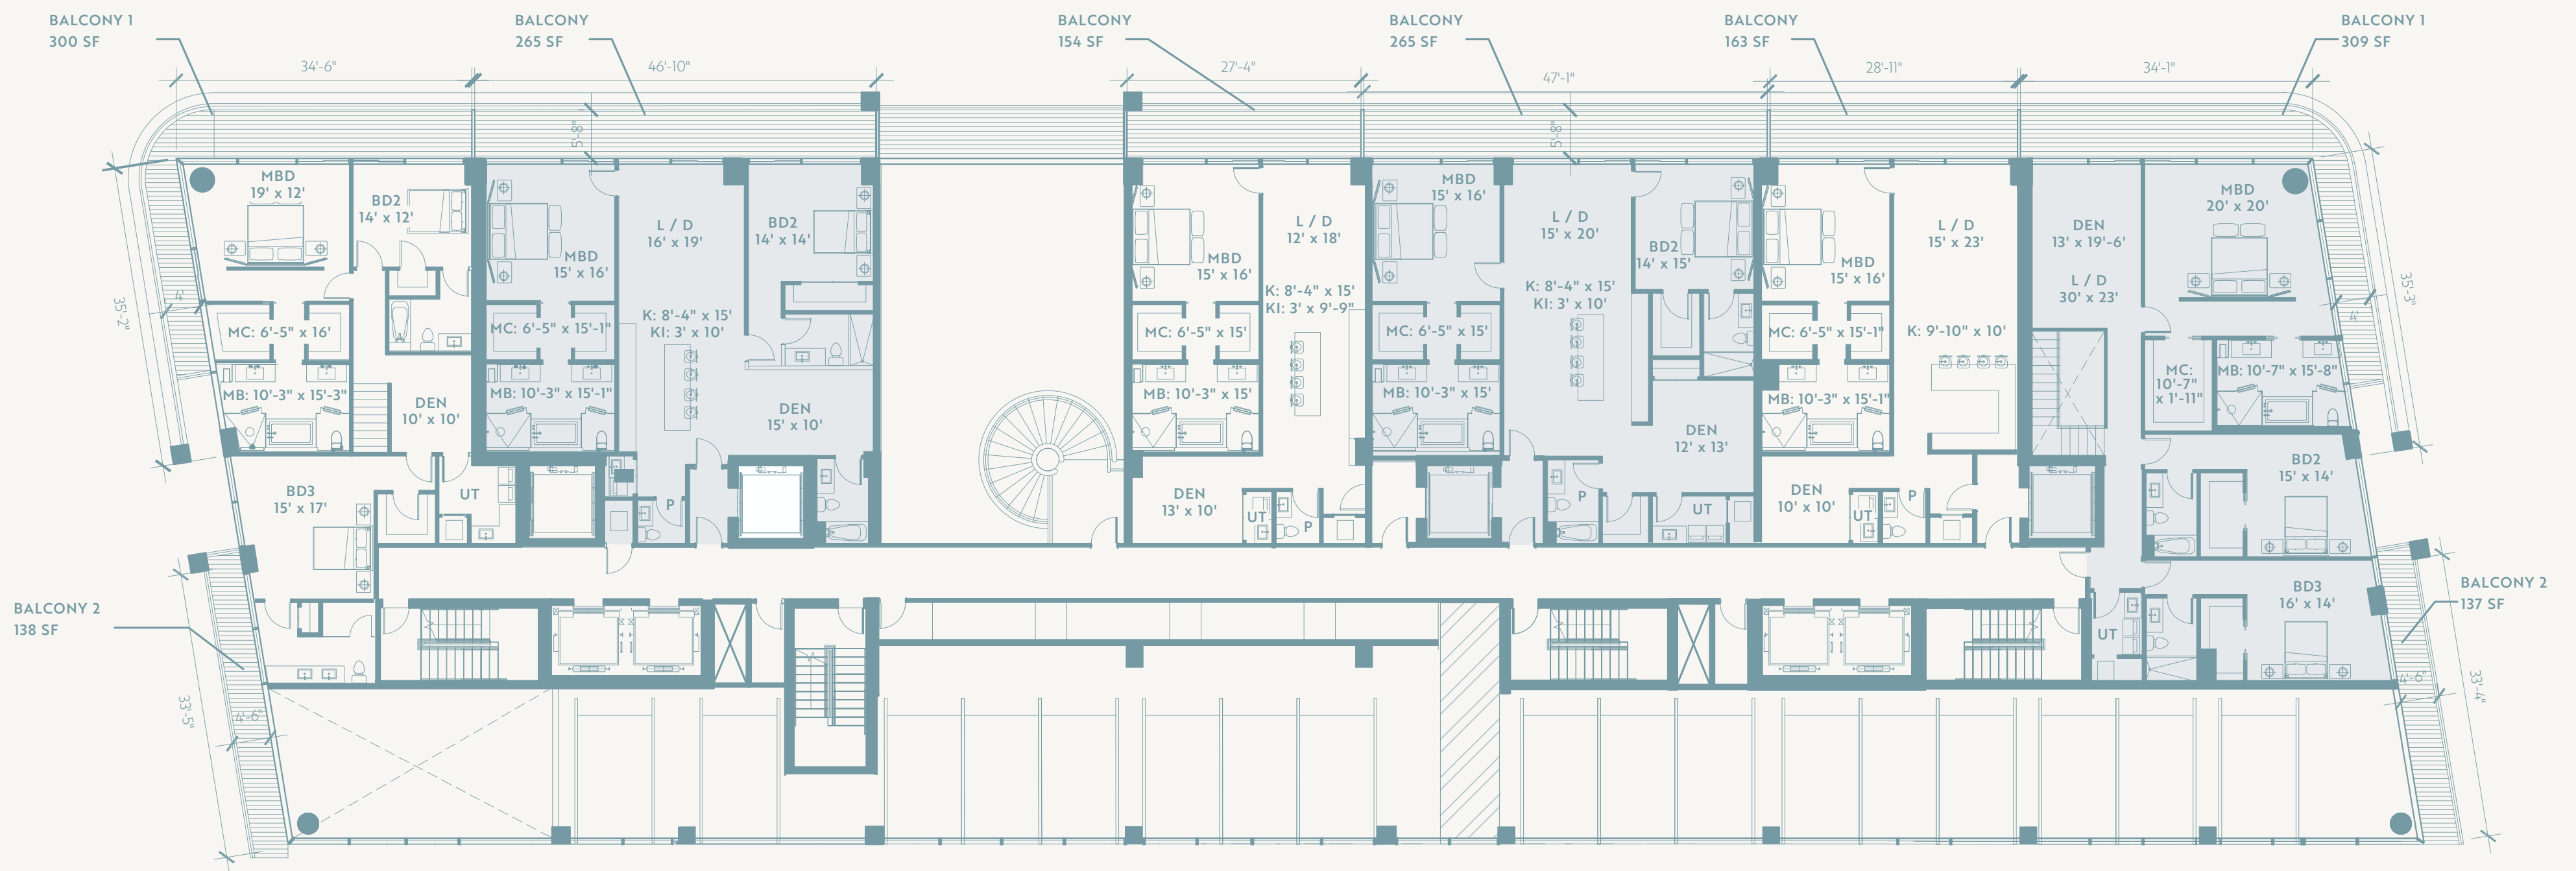 BALCONY 1
300 SF
BALCONY
265 SF
BALCONY
154 SF
BALCONY
265 SF
BALCONY
163 SF
BALCONY 1
309 SF
34'-6"
46'-10"
27'-4"
47'-1"
28'-11"
34'-1"
5'-8"
5'-8"
35'-2"
4'
MBD
19' x 12'
BD2
14' x 12'
MC: 6'-5" x 16'
MB: 10'-3" x 15'-3"
DEN
10' x 10'
BD3
15' x 17'
UT
MBD
15' x 16'
L / D
16' x 19'
BD2
14' x 14'
MC: 6'-5" x 15'-1"
K: 8'-4" x 15'
KI: 3' x 10'
MB: 10'-3" x 15'-1"
DEN
15' x 10'
P
MBD
15' x 16'
L / D
12' x 18'
K: 8'-4" x 15'
KI: 3' x 9'-9"
MC: 6'-5" x 15'
MB: 10'-3" x 15'
DEN
13' x 10'
UT
P
MBD
15' x 16'
L / D
15' x 20'
BD2
14' x 15'
K: 8'-4" x 15'
KI: 3' x 10'
MC: 6'-5" x 15'
MB: 10'-3" x 15'
DEN
12' x 13'
P
UT
MBD
15' x 16'
L / D
15' x 23'
MC: 6'-5" x 15'-1"
K: 9'-10" x 10'
MB: 10'-3" x 15'-1"
DEN
10' x 10'
UT
P
DEN
13' x 19'-6"
L / D
30' x 23'
MBD
20' x 20'
MC:
10'-7"
x 1'-11"
MB: 10'-7" x 15'-8"
BD2
15' x 14'
BD3
16' x 14'
UT
35'-3"
4'
BALCONY 2
138 SF
33'-5"
4'-6"
BALCONY 2
137 SF
33'-4"
4'-6"